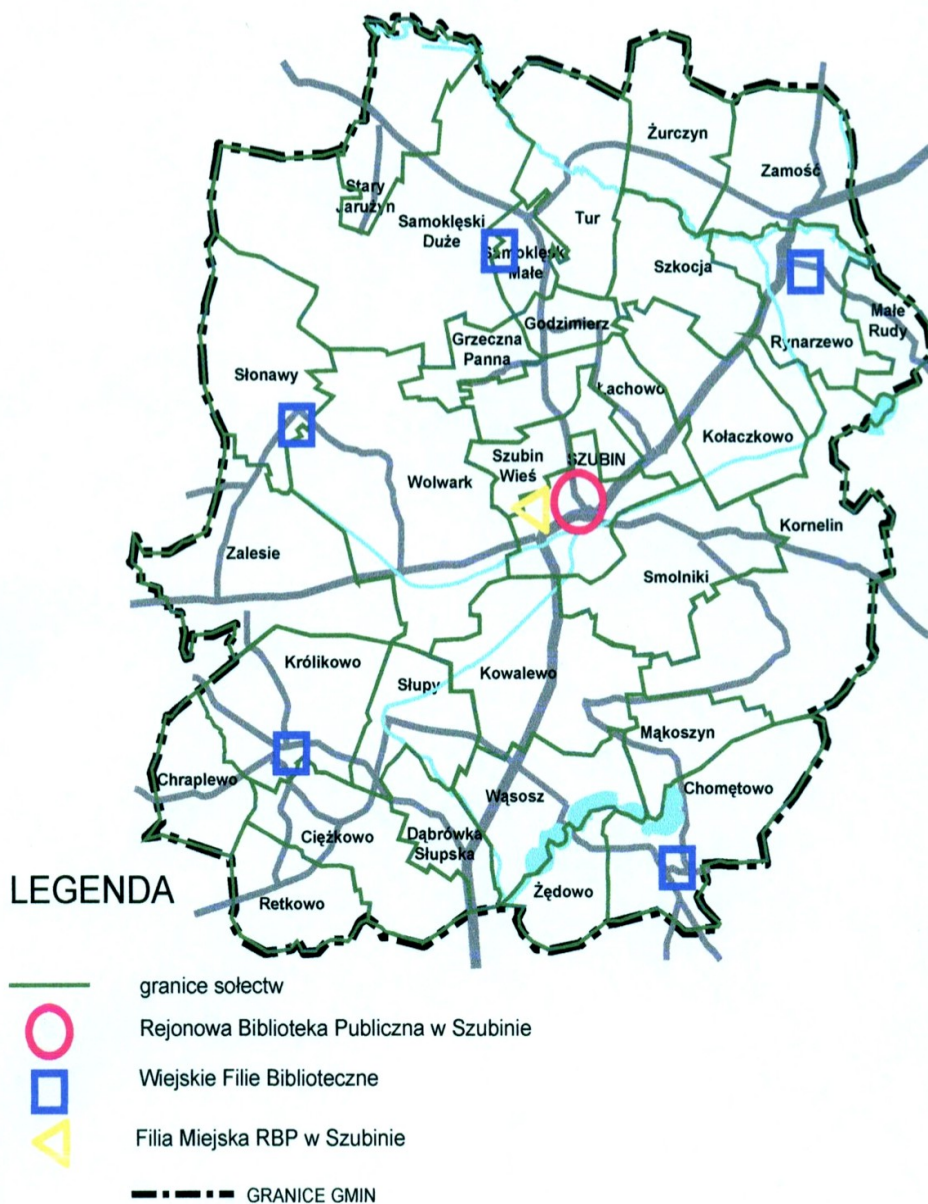 Żurczyn
Zamość
Stary
Jarużyn
Samoklęski
Duże
Tur
Samoklęski
Małe
Szkocja
Małe
Rudy
Godzimierz
Grzeczna
Panna
Rynarzewo
Słonawy
Łachowo
Kołaczkowo
Szubin
Wieś
SZUBIN
Wolwark
Kornelin
Zalesie
Smolniki
Królikowo
Słupy
Kowalewo
Mąkoszyn
Chraplewo
Chomętowo
Wąsosz
Ciężkowo
Dąbrówka
Słupska
Żędowo
Retkowo
LEGENDA
granice sołectw
Rejonowa Biblioteka Publiczna w Szubinie
Wiejskie Filie Biblioteczne
Filia Miejska RBP w Szubinie
GRANICE GMIN